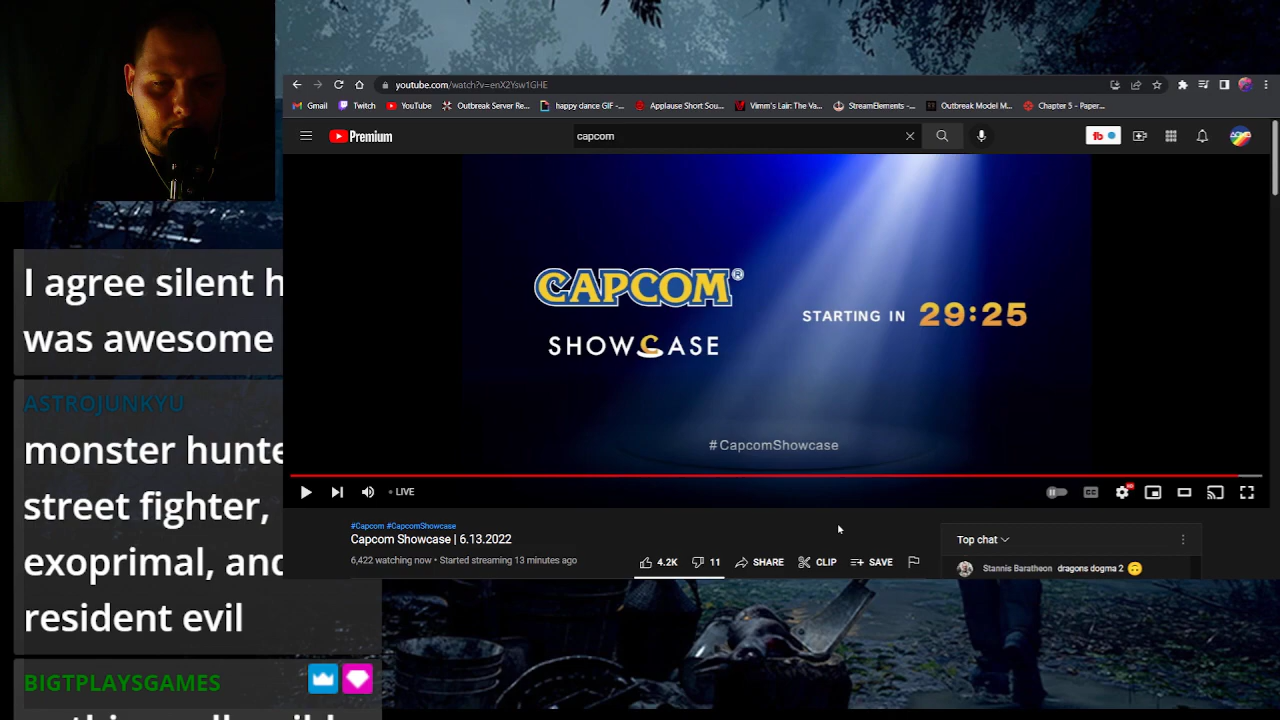 youtube.com/watch?v=enX2Ysw1GHE
Gmail
Twitch
YouTube
Outbreak Server Re...
happy dance GIF -...
Applause Short Sou...
Vimm's Lair: The Va...
StreamElements -...
Outbreak Model M...
Chapter 5 - Paper...
Premium
capcom
fb
CAPCOM®
SHOWCASE
STARTING IN 29:25
#CapcomShowcase
LIVE
#Capcom #CapcomShowcase
Capcom Showcase | 6.13.2022
6,422 watching now • Started streaming 13 minutes ago
4.2K
11
SHARE
CLIP
SAVE
Top chat
Stannis Baratheon dragons dogma 2
I agree silent h
was awesome
ASTROJUNKYU
monster hunte
street fighter,
exoprimal, and
resident evil
BIGTPLAYSGAMES